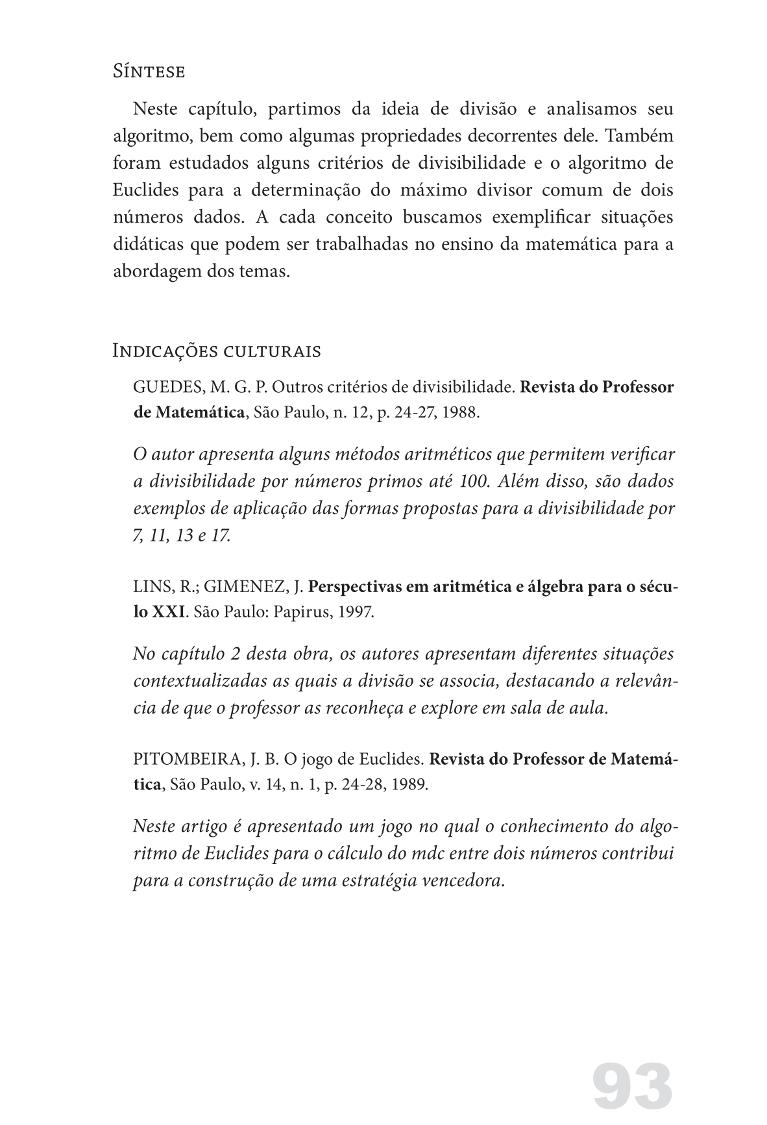 Síntese
Neste capítulo, partimos da ideia de divisão e analisamos seu
algoritmo, bem como algumas propriedades decorrentes dele. Também
foram estudados alguns critérios de divisibilidade e o algoritmo de
Euclides para a determinação do máximo divisor comum de dois
números dados. A cada conceito buscamos exemplificar situações
didáticas que podem ser trabalhadas no ensino da matemática para a
abordagem dos temas.
Indicações culturais
GUEDES, M. G. P. Outros critérios de divisibilidade. Revista do Professor
de Matemática, São Paulo, n. 12, p. 24-27, 1988.
O autor apresenta alguns métodos aritméticos que permitem verificar
a divisibilidade por números primos até 100. Além disso, são dados
exemplos de aplicação das formas propostas para a divisibilidade por
7, 11, 13 e 17.
LINS, R.; GIMENEZ, J. Perspectivas em aritmética e álgebra para o sécu-
lo XXI. São Paulo: Papirus, 1997.
No capítulo 2 desta obra, os autores apresentam diferentes situações
contextualizadas as quais a divisão se associa, destacando a relevân-
cia de que o professor as reconheça e explore em sala de aula.
PITOMBEIRA, J. B. O jogo de Euclides. Revista do Professor de Matemá-
tica, São Paulo, v. 14, n. 1, p. 24-28, 1989.
Neste artigo é apresentado um jogo no qual o conhecimento do algo-
ritmo de Euclides para o cálculo do mdc entre dois números contribui
para a construção de uma estratégia vencedora.
93